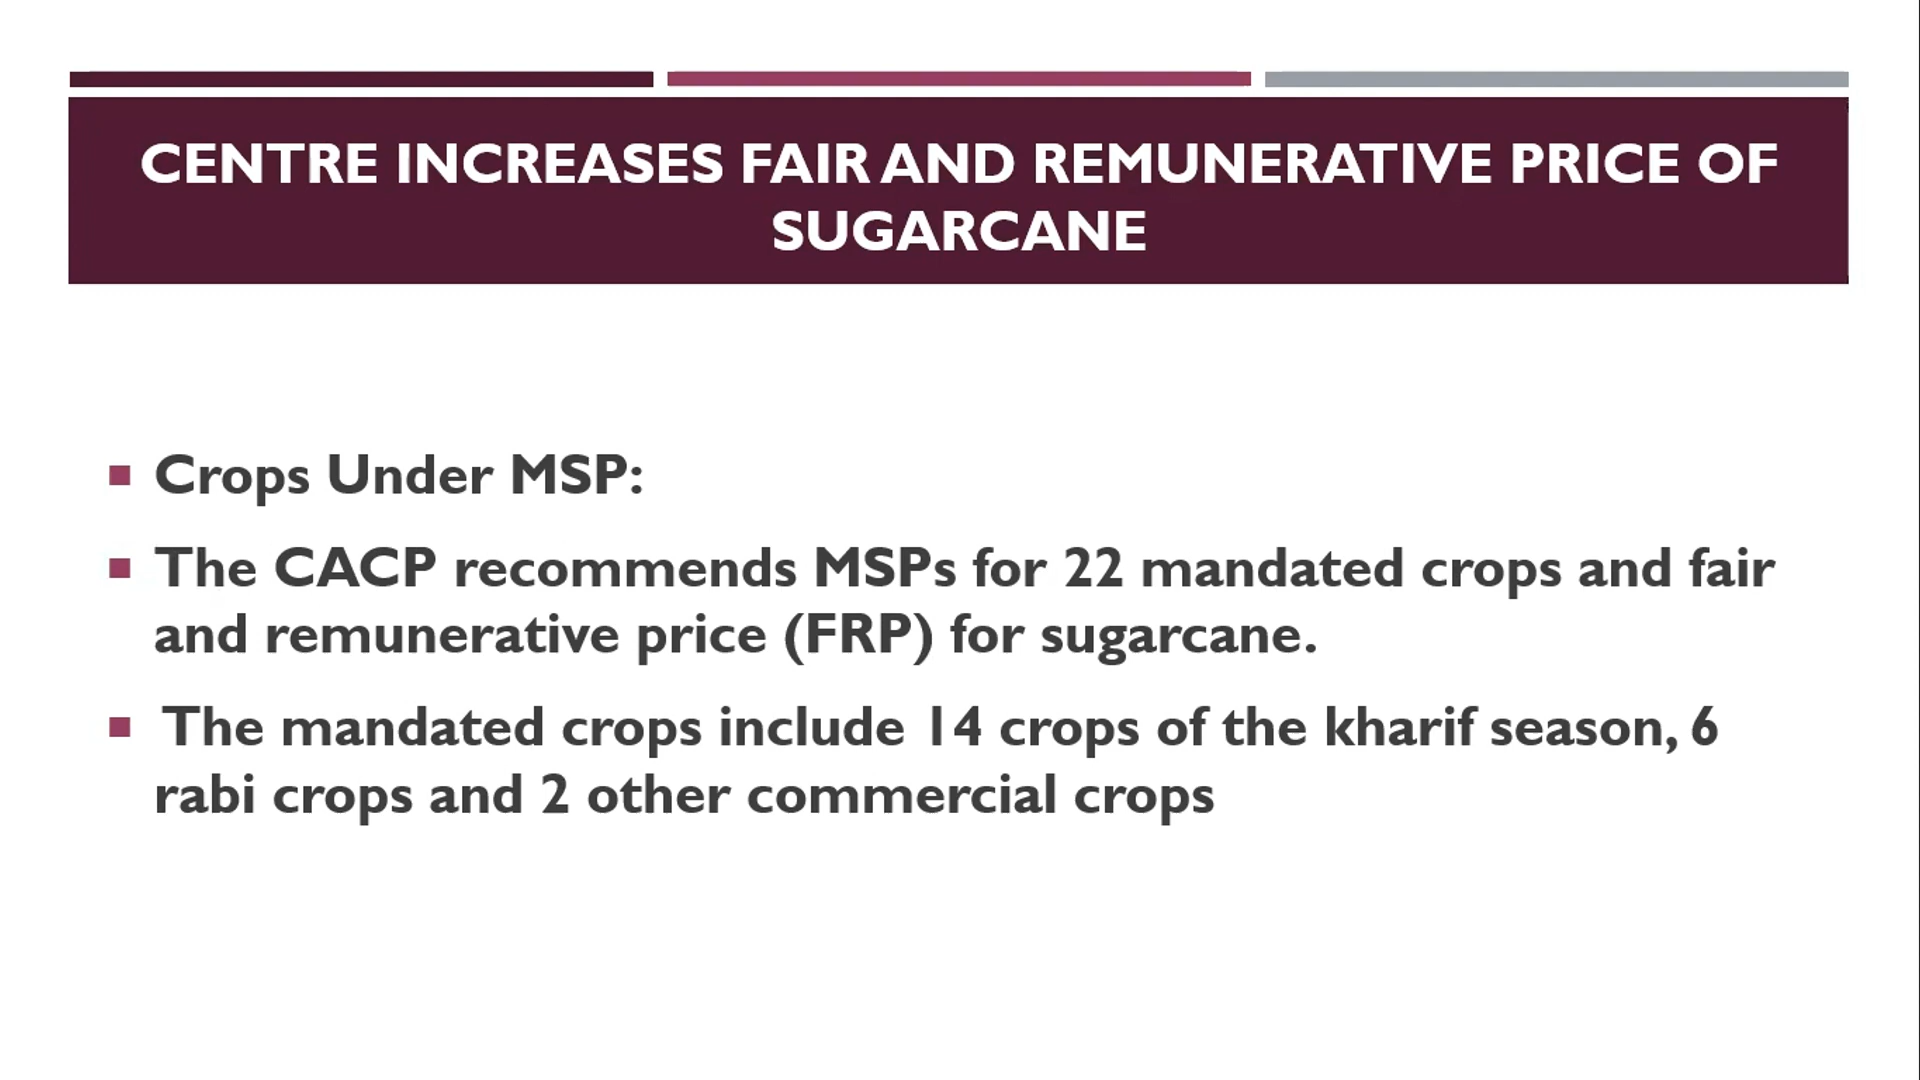 CENTRE INCREASES FAIR AND REMUNERATIVE PRICE OF
SUGARCANE
Crops Under MSP:
The CACP recommends MSPs for 22 mandated crops and fair
and remunerative price (FRP) for sugarcane.
The mandated crops include 14 crops of the kharif season, 6
rabi crops and 2 other commercial crops